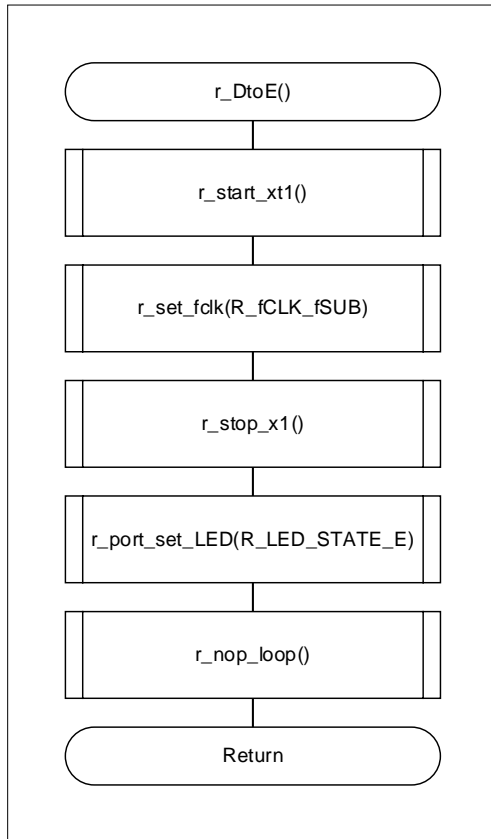 r_DtoE()
r_start_xt1()
r_set_fclk(R_fCLK_fSUB)
r_stop_x1()
r_port_set_LED(R_LED_STATE_E)
r_nop_loop()
Return